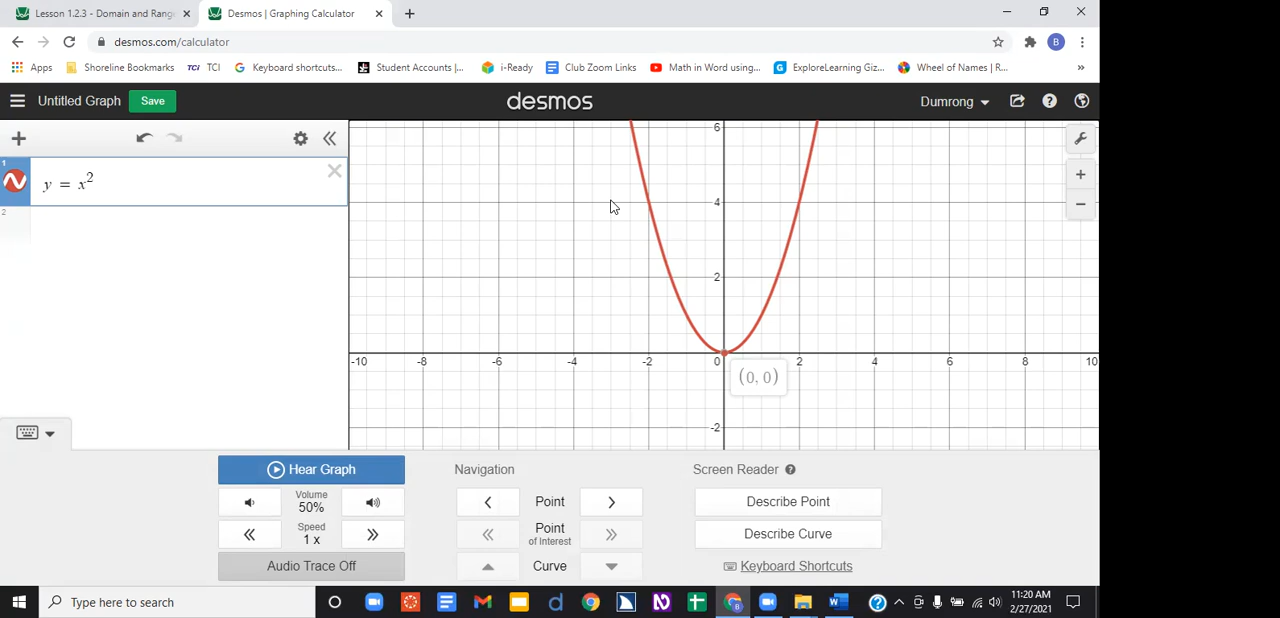 Lesson 1.2.3 - Domain and Rang
Desmos | Graphing Calculator
desmos.com/calculator
B
Apps
Shoreline Bookmarks
TCI TCI
Keyboard shortcuts...
Student Accounts |...
i-Ready
Club Zoom Links
Math in Word using...
ExploreLearning Giz...
Wheel of Names | R...
»
Untitled Graph
Save
desmos
Dumrong
1
y = x²
2
6
4
2
-10 -8 -6 -4 -2 0 2 4 6 8 10
(0, 0)
-2
Hear Graph
Volume
50%
Speed
1 x
Audio Trace Off
Navigation
Point
Point
of Interest
Curve
Screen Reader
Describe Point
Describe Curve
Keyboard Shortcuts
Type here to search
11:20 AM
2/27/2021